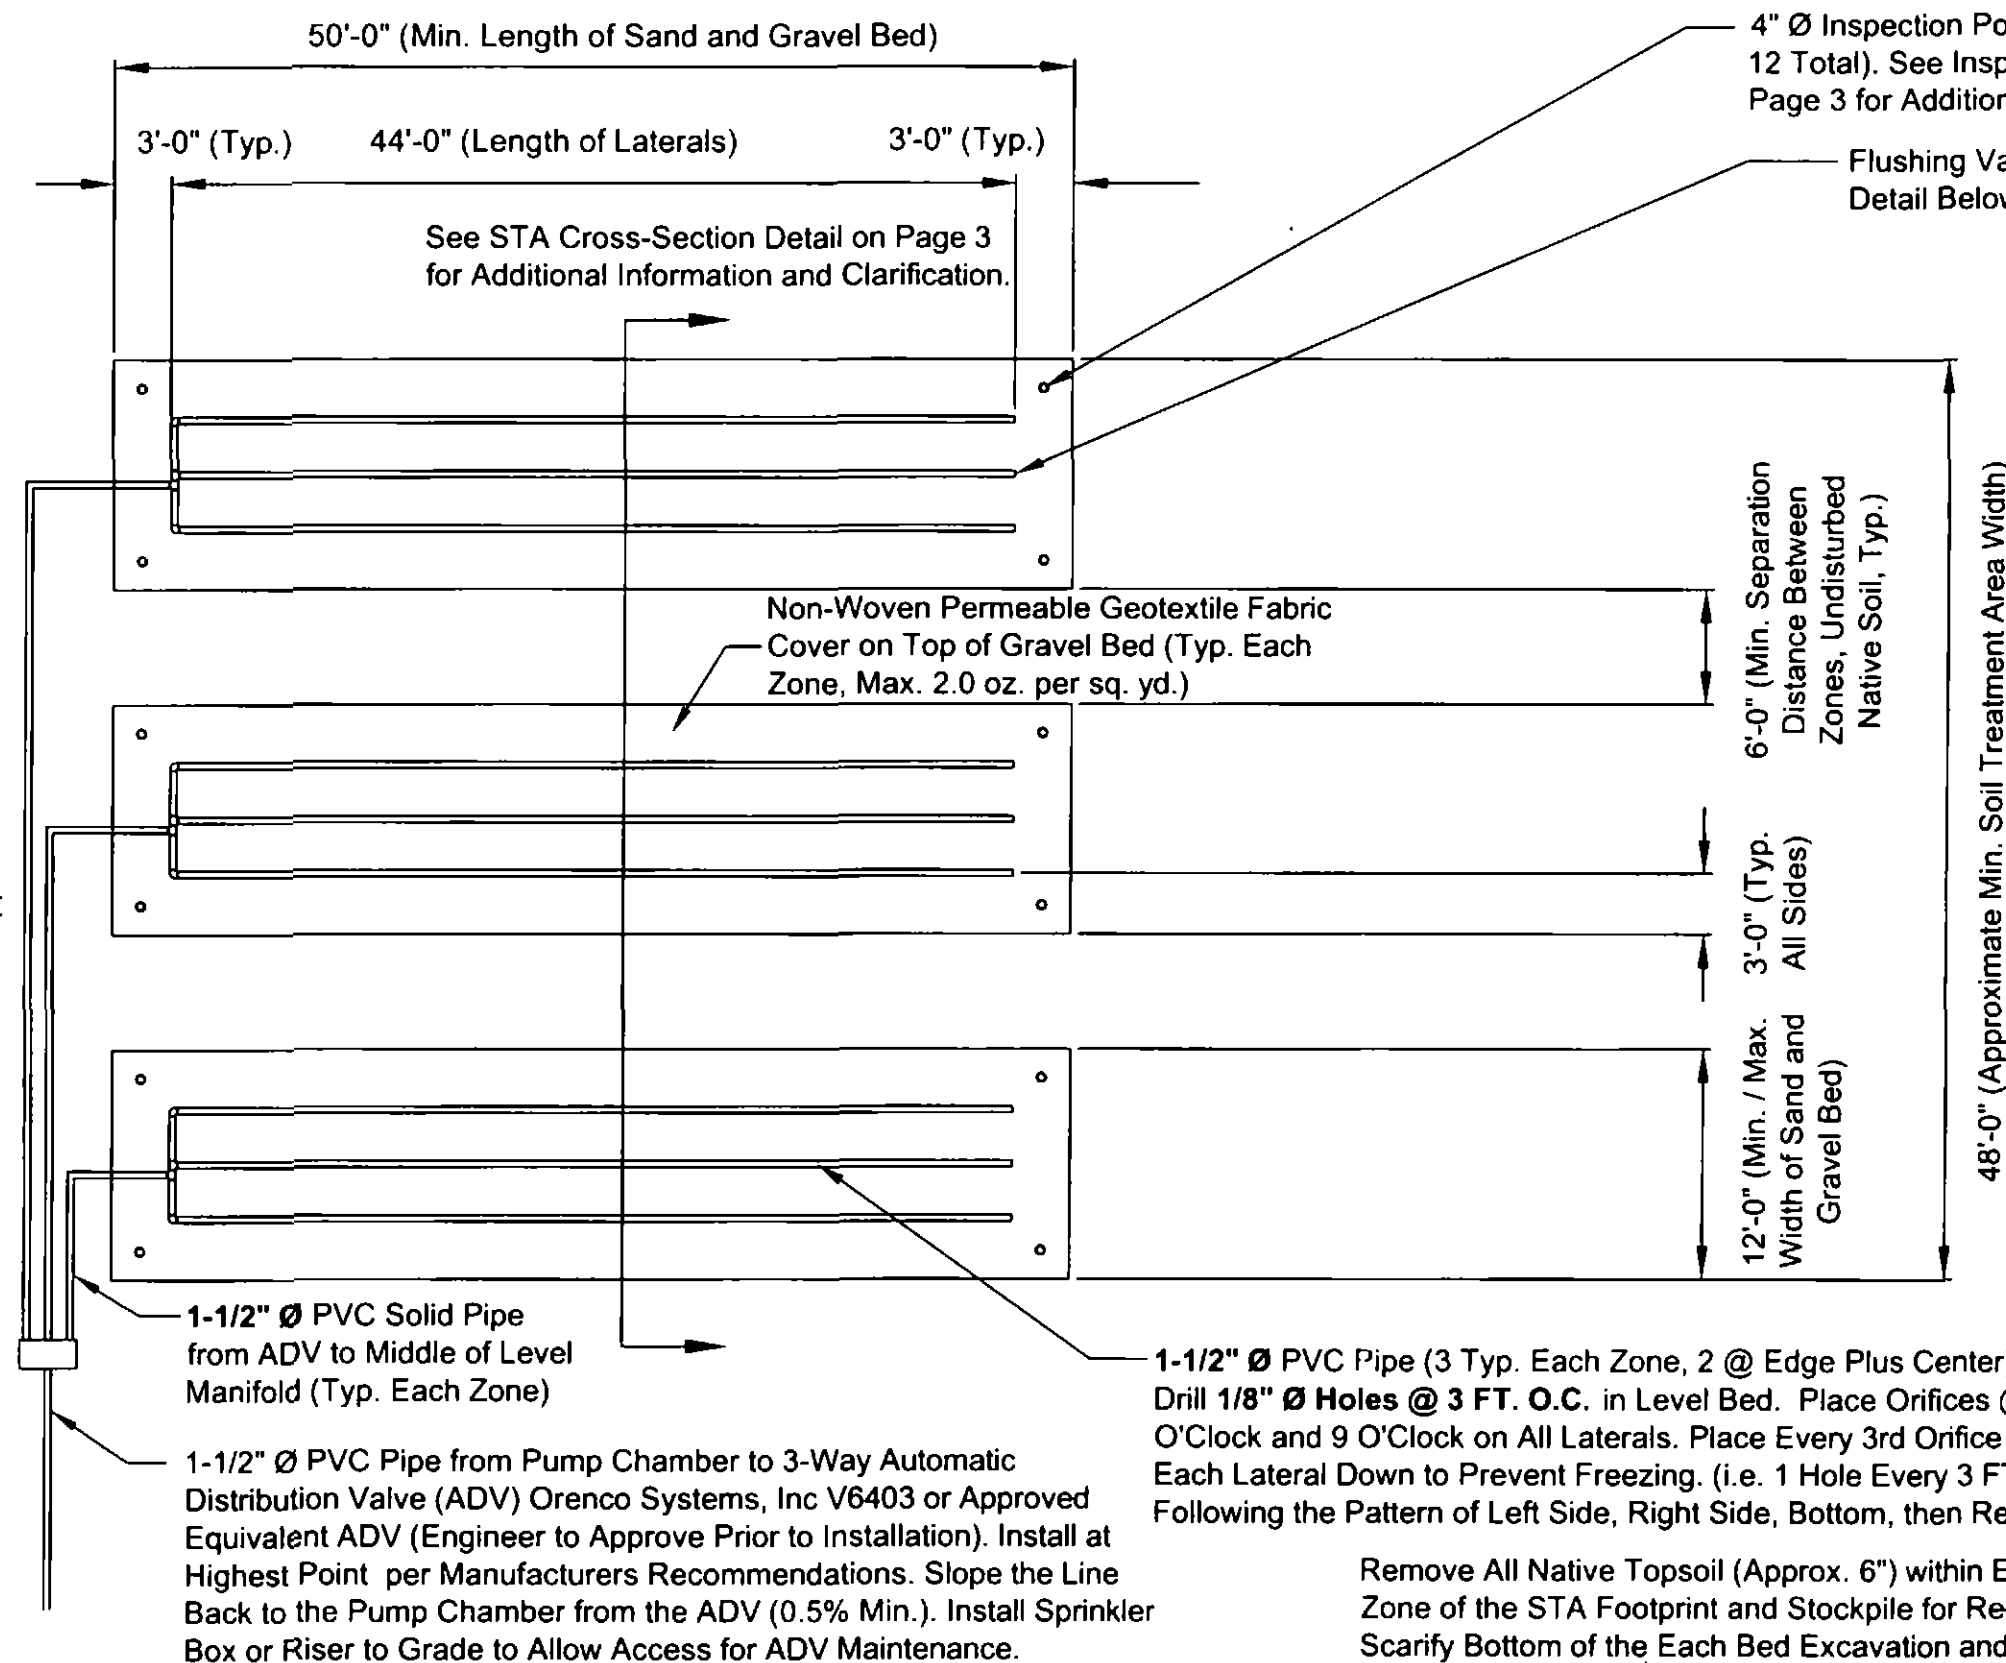 50'-0" (Min. Length of Sand and Gravel Bed)
3'-0" (Typ.)
44'-0" (Length of Laterals)
3'-0" (Typ.)
See STA Cross-Section Detail on Page 3
for Additional Information and Clarification.
4" Ø Inspection
12 Total). See
Page 3 for
Flushing
Detail
Non-Woven Permeable Geotextile Fabric
Cover on Top of Gravel Bed (Typ. Each
Zone, Max. 2.0 oz. per sq. yd.)
6'-0" (Min. Separation
Distance Between
Zones, Undisturbed
Native Soil, Typ.)
3'-0" (Typ.
All Sides)
12'-0" (Min. / Max.
Width of Sand and
Gravel Bed)
48'-0" (Approximate Min. Soil Treatment Area Width)
1-1/2" Ø PVC Solid Pipe
from ADV to Middle of Level
Manifold (Typ. Each Zone)
1-1/2" Ø PVC Pipe from Pump Chamber to 3-Way Automatic
Distribution Valve (ADV) Orenco Systems, Inc V6403 or Approved
Equivalent ADV (Engineer to Approve Prior to Installation). Install at
Highest Point per Manufacturers Recommendations. Slope the Line
Back to the Pump Chamber from the ADV (0.5% Min.). Install Sprinkler
Box or Riser to Grade to Allow Access for ADV Maintenance.
1-1/2" Ø PVC Pipe (3 Typ. Each Zone, 2 @ Edge Plus Center
Drill 1/8" Ø Holes @ 3 FT. O.C. in Level Bed. Place Orifices (
O'Clock and 9 O'Clock on All Laterals. Place Every 3rd Orifice
Each Lateral Down to Prevent Freezing. (i.e. 1 Hole Every 3
Following the Pattern of Left Side, Right Side, Bottom, then
Remove All Native Topsoil (Approx. 6") within
Zone of the STA Footprint and Stockpile for
Scarify Bottom of the Each Bed Excavation and